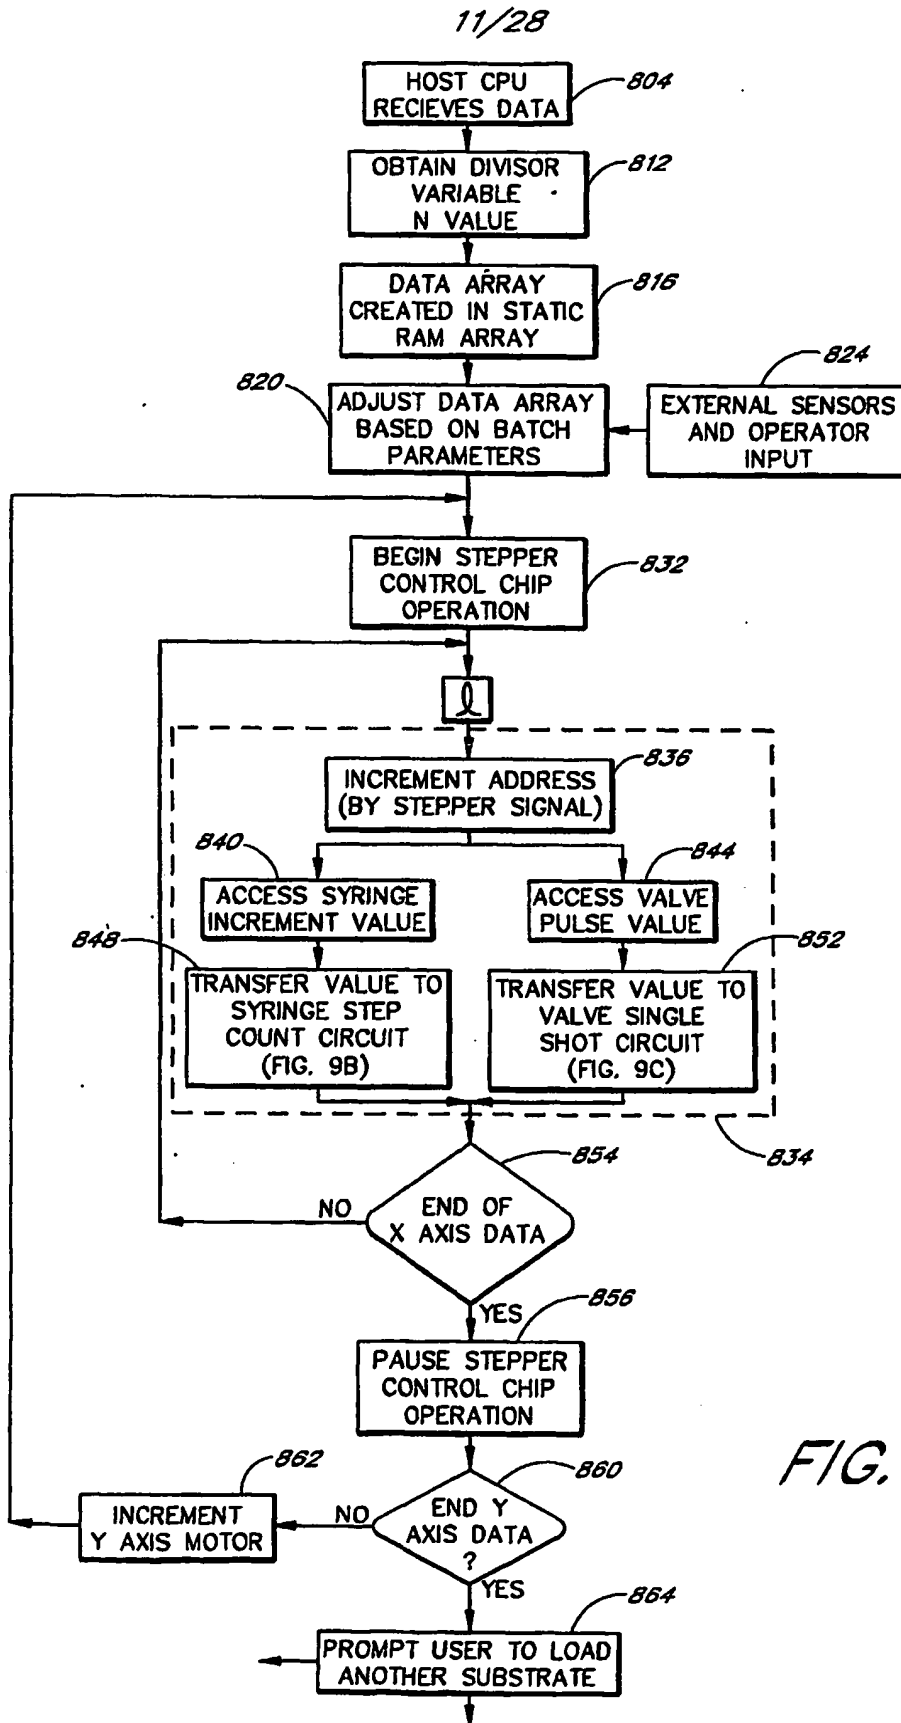 11/28
HOST CPU
RECIEVES DATA
804
OBTAIN DIVISOR
VARIABLE
N VALUE
812
DATA ARRAY
CREATED IN STATIC
RAM ARRAY
816
820
ADJUST DATA ARRAY
BASED ON BATCH
PARAMETERS
824
EXTERNAL SENSORS
AND OPERATOR
INPUT
BEGIN STEPPER
CONTROL CHIP
OPERATION
832
INCREMENT ADDRESS
(BY STEPPER SIGNAL)
836
840
ACCESS SYRINGE
INCREMENT VALUE
844
ACCESS VALVE
PULSE VALUE
848
TRANSFER VALUE TO
SYRINGE STEP
COUNT CIRCUIT
(FIG. 9B)
852
TRANSFER VALUE TO
VALVE SINGLE
SHOT CIRCUIT
(FIG. 9C)
834
854
END OF
X AXIS DATA
NO
YES
856
PAUSE STEPPER
CONTROL CHIP
OPERATION
860
END Y
AXIS DATA
?
NO
862
INCREMENT
Y AXIS MOTOR
YES
FIG.
864
PROMPT USER TO LOAD
ANOTHER SUBSTRATE